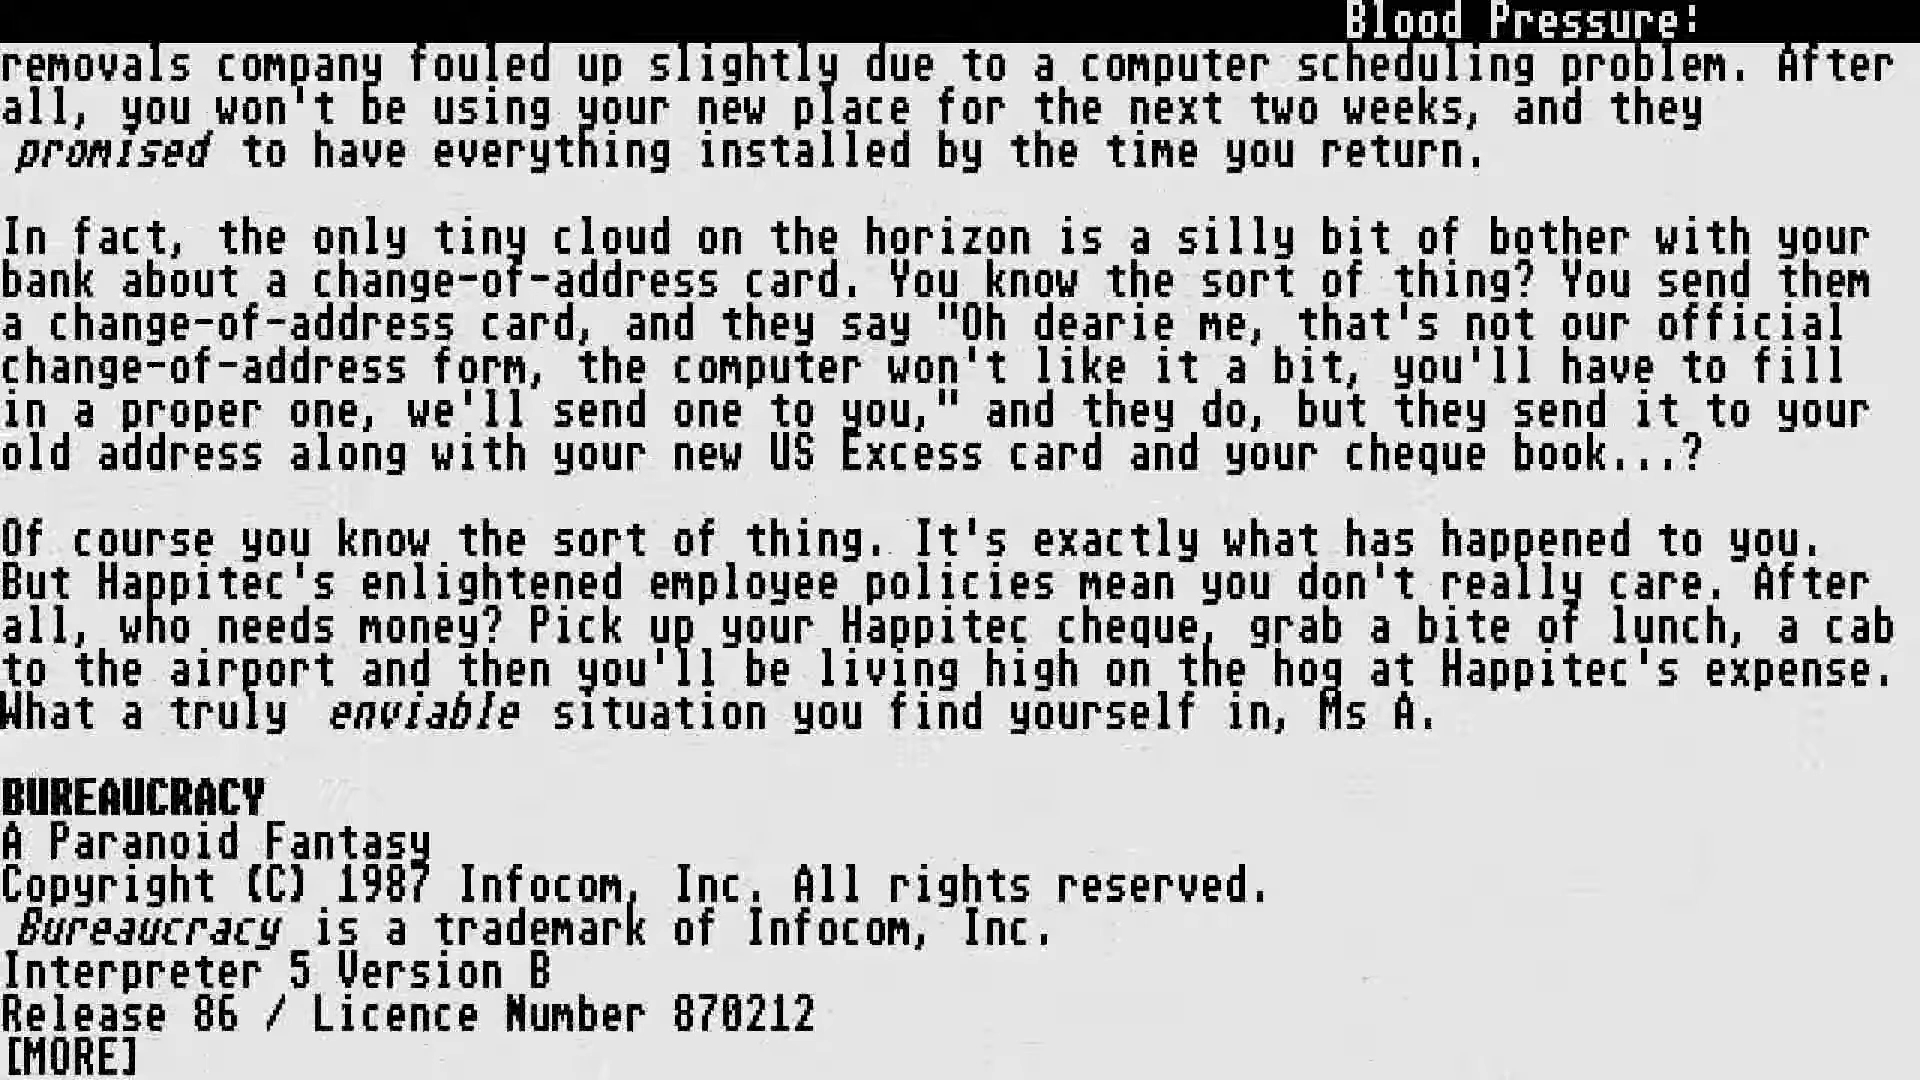 Blood Pressure:
removals company fouled up slightly due to a computer scheduling problem. After
all, you won't be using your new place for the next two weeks, and they
promised to have everything installed by the time you return.
In fact, the only tiny cloud on the horizon is a silly bit of bother with your
bank about a change-of-address card. You know the sort of thing? You send them
a change-of-address card, and they say "Oh dearie me, that's not our official
change-of-address form, the computer won't like it a bit, you'll have to fill
in a proper one, we'll send one to you," and they do, but they send it to your
old address along with your new US Excess card and your cheque book...?
Of course you know the sort of thing. It's exactly what has happened to you.
But Happitec's enlightened employee policies mean you don't really care. After
all, who needs money? Pick up your Happitec cheque, grab a bite of lunch, a cab
to the airport and then you'll be living high on the hog at Happitec's expense.
What a truly enviable situation you find yourself in, Ms A.
BUREAUCRACY
A Paranoid Fantasy
Copyright (C) 1987 Infocom, Inc. All rights reserved.
Bureaucracy is a trademark of Infocom, Inc.
Interpreter 5 Version B
Release 86 / Licence Number 870212
[MORE]